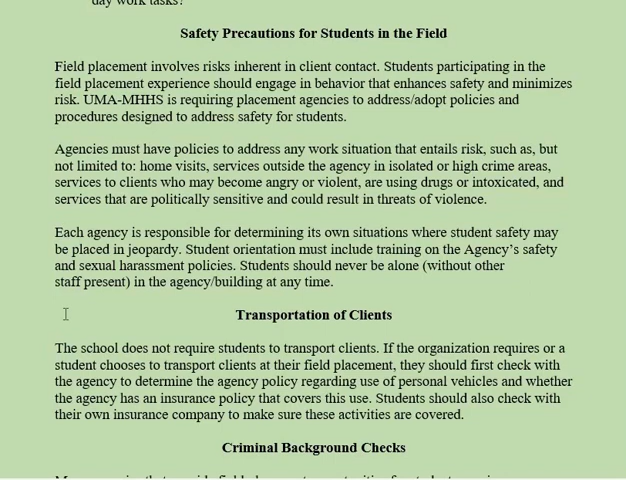 day work tasks?
Safety Precautions for Students in the Field
Field placement involves risks inherent in client contact. Students participating in the
field placement experience should engage in behavior that enhances safety and minimizes
risk. UMA-MHHS is requiring placement agencies to address/adopt policies and
procedures designed to address safety for students.
Agencies must have policies to address any work situation that entails risk, such as, but
not limited to: home visits, services outside the agency in isolated or high crime areas,
services to clients who may become angry or violent, are using drugs or intoxicated, and
services that are politically sensitive and could result in threats of violence.
Each agency is responsible for determining its own situations where student safety may
be placed in jeopardy. Student orientation must include training on the Agency's safety
and sexual harassment policies. Students should never be alone (without other
staff present) in the agency/building at any time.
Transportation of Clients
The school does not require students to transport clients. If the organization requires or a
student chooses to transport clients at their field placement, they should first check with
the agency to determine the agency policy regarding use of personal vehicles and whether
the agency has an insurance policy that covers this use. Students should also check with
their own insurance company to make sure these activities are covered.
Criminal Background Checks